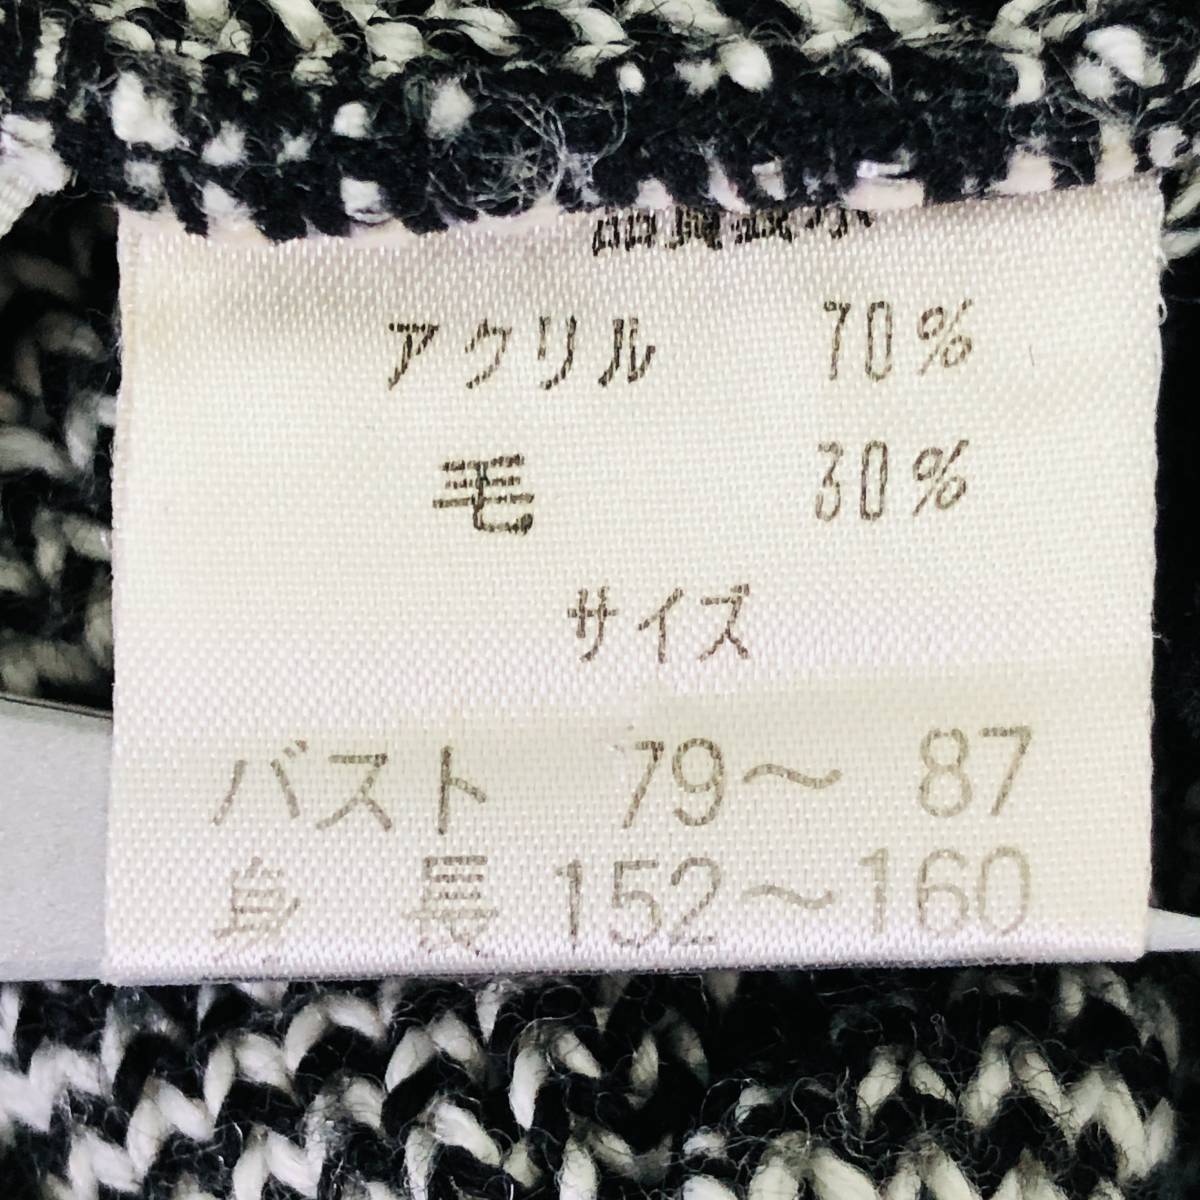 アクリル 70%
毛 30%
サイズ
バスト 79～ 87
身 長 152～160